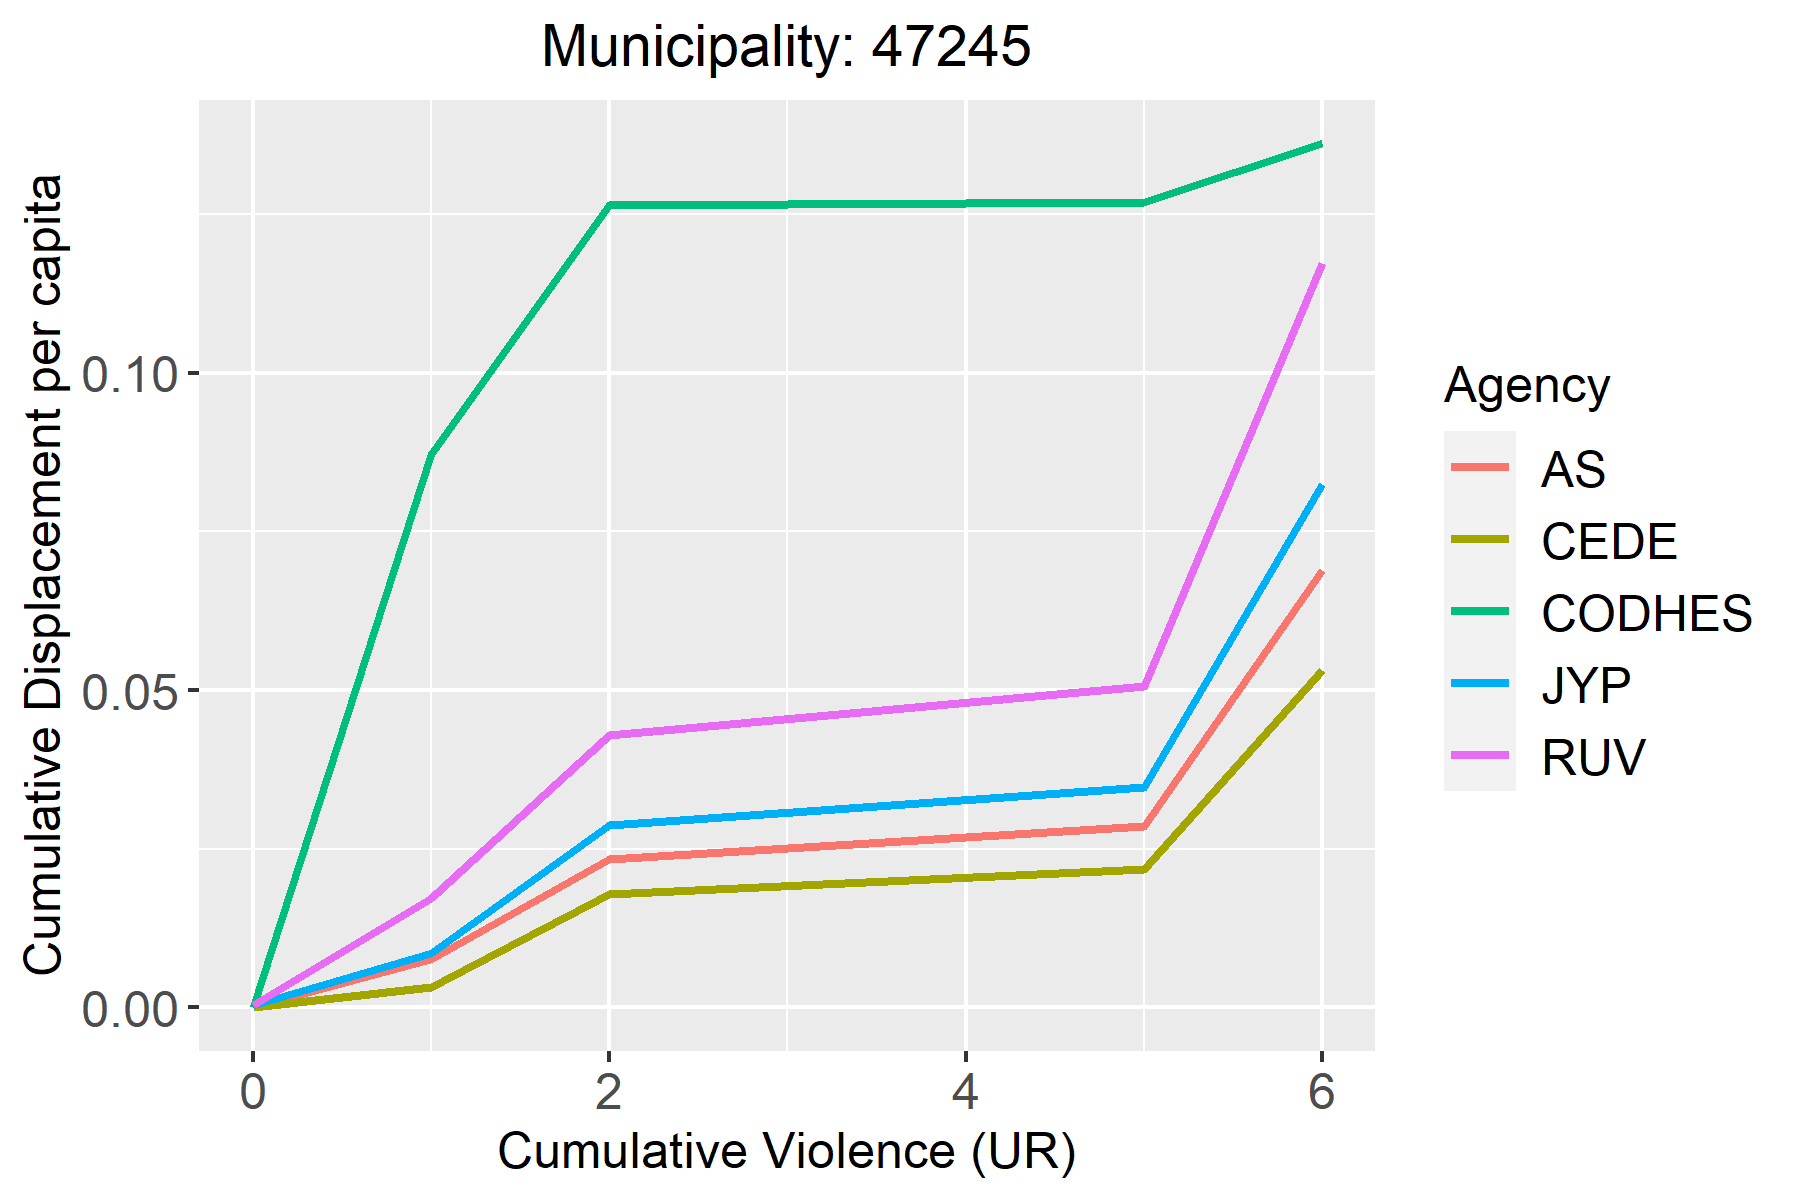 Municipality: 47245
Cumulative Displacement per capita
0.10
0.05
0.00
0 2 4 6
Cumulative Violence (UR)
Agency
AS
CEDE
CODHES
JYP
RUV